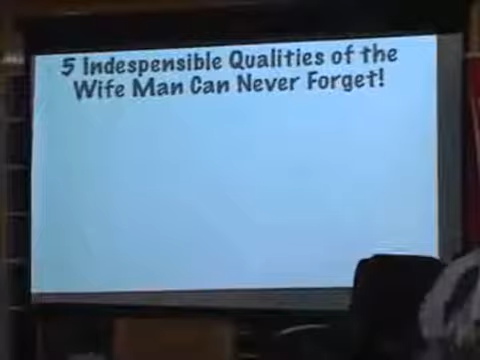 5 Indespensible Qualities of the
Wife Man Can Never Forget!